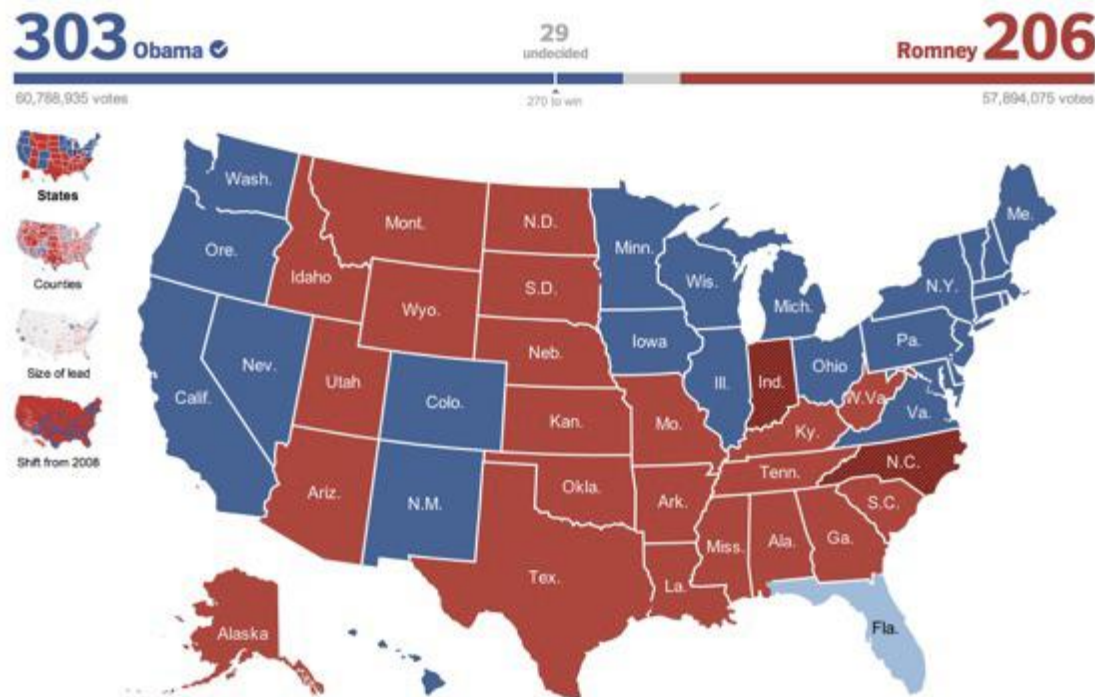 303 Obama
29
undecided
Romney 206
60,788,935 votes
270 to win
57,894,075 votes
States
Counties
Size of lead
Shift from 2008
Wash.
Ore.
Calif.
Nev.
Idaho
Mont.
Wyo.
Utah
Colo.
Ariz.
N.M.
N.D.
S.D.
Neb.
Kan.
Okla.
Tex.
Minn.
Iowa
Mo.
Ark.
La.
Wis.
Ill.
Mich.
Ind.
Ohio
Ky.
Tenn.
Miss.
Ala.
Ga.
Fla.
S.C.
N.C.
Va.
W.Va.
Pa.
N.Y.
Me.
Alaska